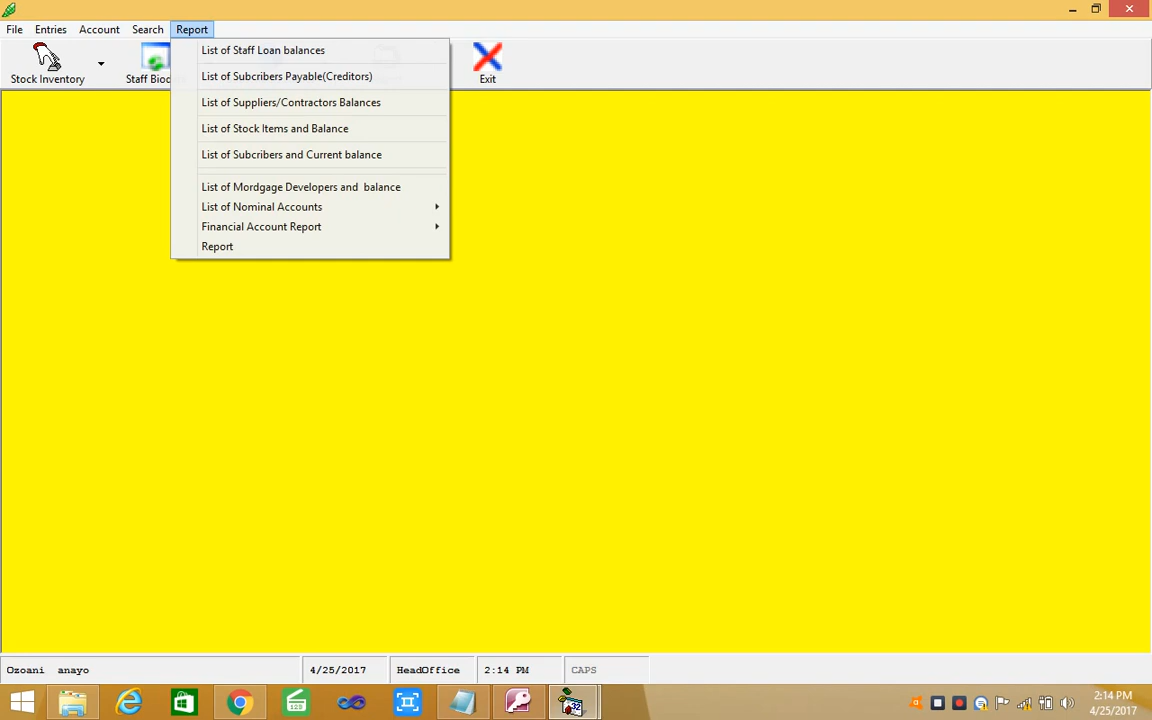 File Entries Account Search Report
List of Staff Loan balances
List of Subcribers Payable(Creditors)
List of Suppliers/Contractors Balances
List of Stock Items and Balance
List of Subcribers and Current balance
List of Mordgage Developers and balance
List of Nominal Accounts
Financial Account Report
Report
Stock Inventory
Staff
Exit
Ozoani anayo 4/25/2017 HeadOffice 2:14 PM CAPS
123
32
2:14 PM
4/25/2017